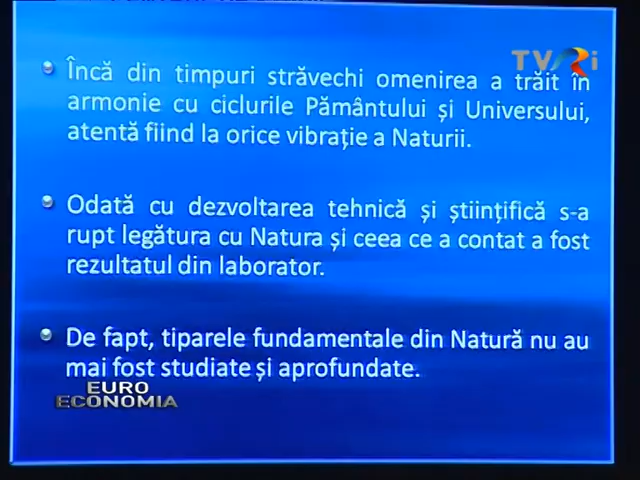 TVRi
Încă din timpuri străvechi omenirea a trăit în
armonie cu ciclurile Pământului și Universului,
atentă fiind la orice vibrație a Naturii.
Odată cu dezvoltarea tehnică și științifică s-a
rupt legătura cu Natura și ceea ce a contat a fost
rezultatul din laborator.
De fapt, tiparele fundamentale din Natură nu au
mai fost studiate și aprofundate.
EURO
ECONOMIA